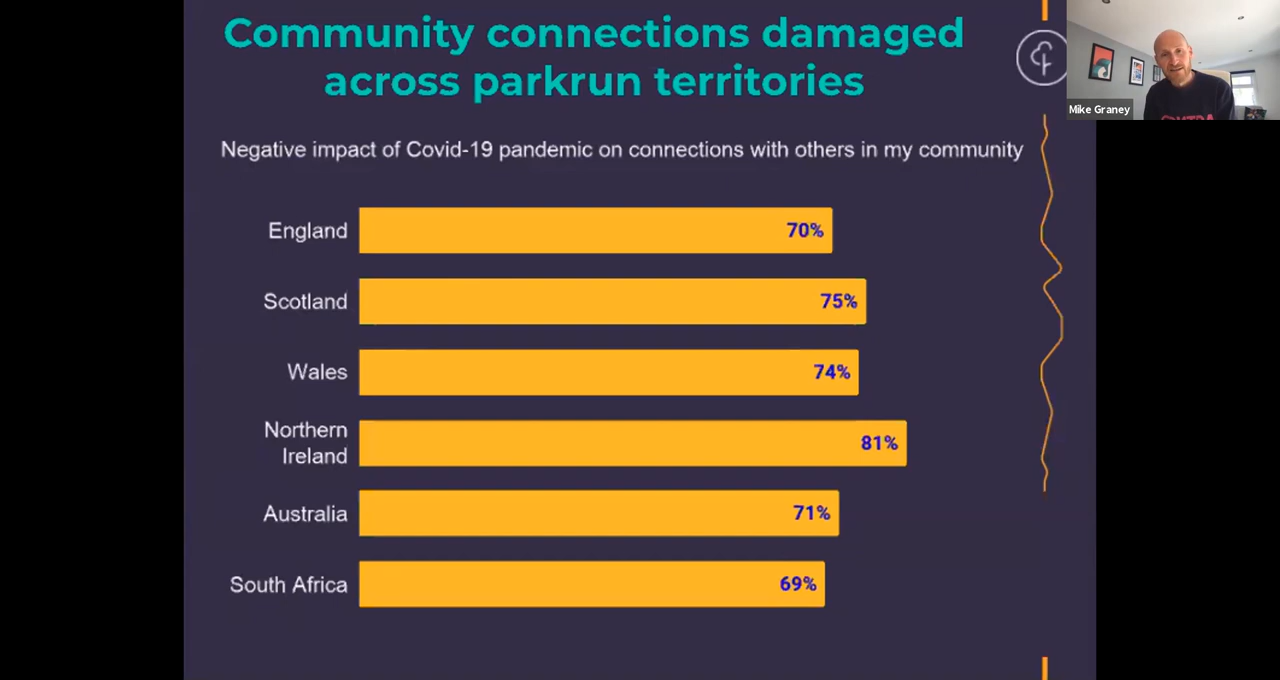 Community connections damaged
across parkrun territories
Mike Graney
Negative impact of Covid-19 pandemic on connections with others in my community
England
70%
Scotland
75%
Wales
74%
Northern
Ireland
81%
Australia
71%
South Africa
69%